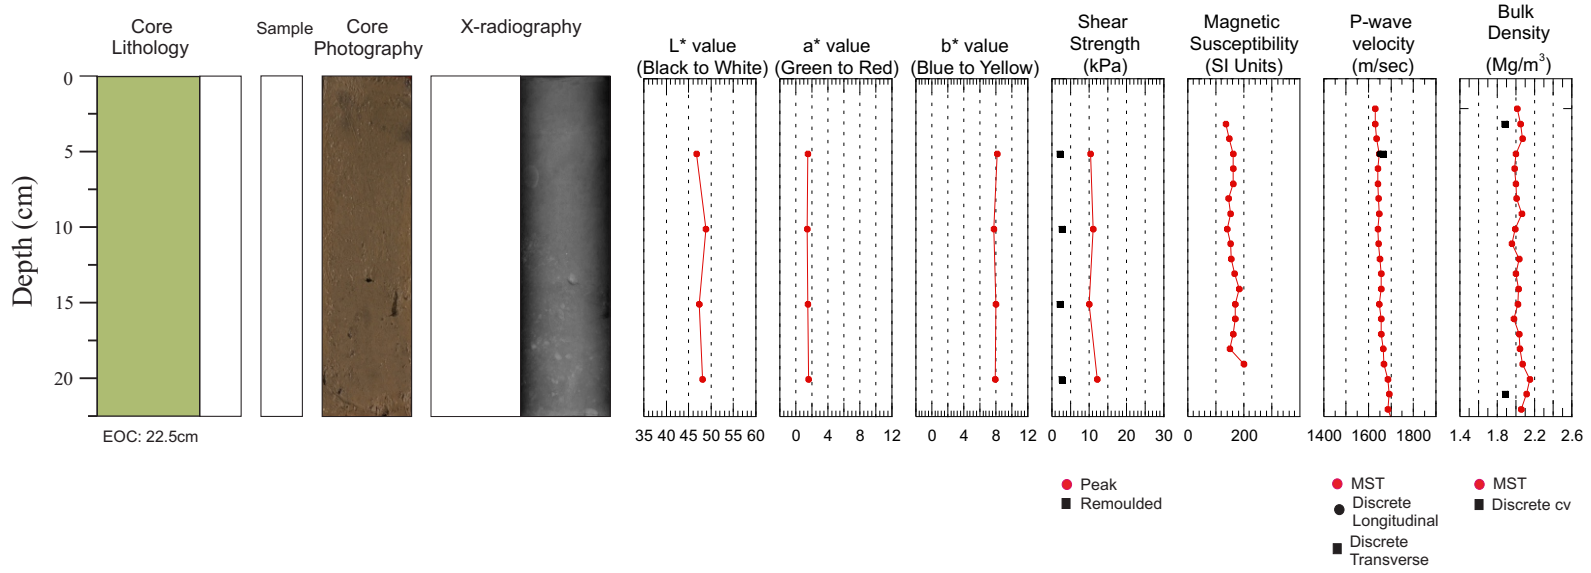 Core
Lithology
Sample
Core
Photography
X-radiography
L* value
(Black to White)
a* value
(Green to Red)
b* value
(Blue to Yellow)
Shear
Strength
(kPa)
Magnetic
Susceptibility
(SI Units)
P-wave
velocity
(m/sec)
Bulk
Density
(Mg/m³)
Depth (cm)
0
5
10
15
20
EOC: 22.5cm
35 40 45 50 55 60
0 4 8 12
0 4 8 12
0 10 20 30
0 200
1400 1600 1800
1.4 1.8 2.2 2.6
Peak
Remoulded
MST
Discrete
Longitudinal
Discrete
Transverse
MST
Discrete cv